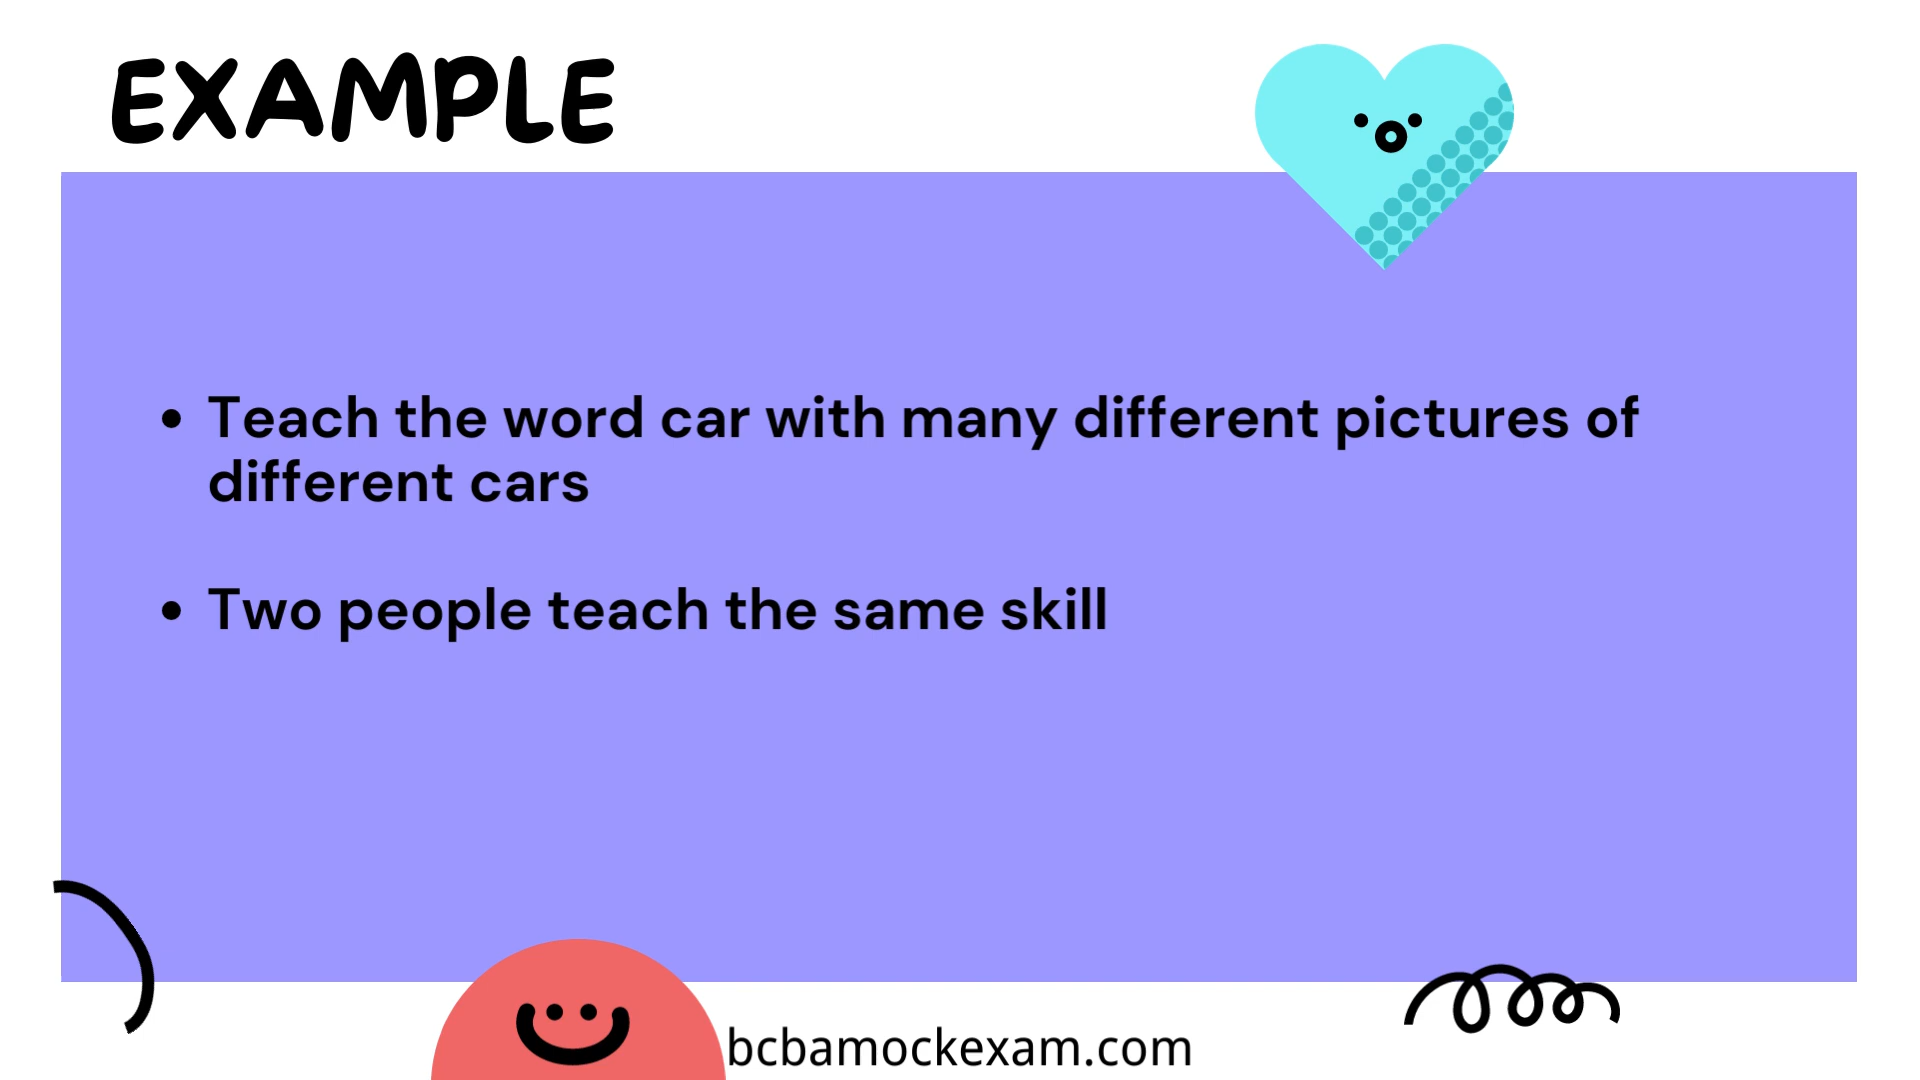 EXAMPLE
• Teach the word car with many different pictures of
different cars
• Two people teach the same skill
bcbamockexam.com